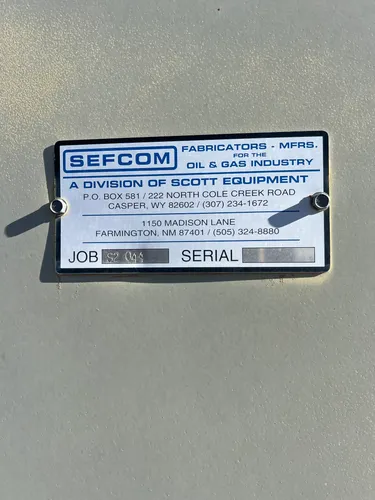 SEFCOM
FABRICATORS - MFRS.
FOR THE
OIL & GAS INDUSTRY
A DIVISION OF SCOTT EQUIPMENT
P.O. BOX 581 / 222 NORTH COLE CREEK ROAD
CASPER, WY 82602 / (307) 234-1672
1150 MADISON LANE
FARMINGTON, NM 87401 / (505) 324-8880
JOB SERIAL